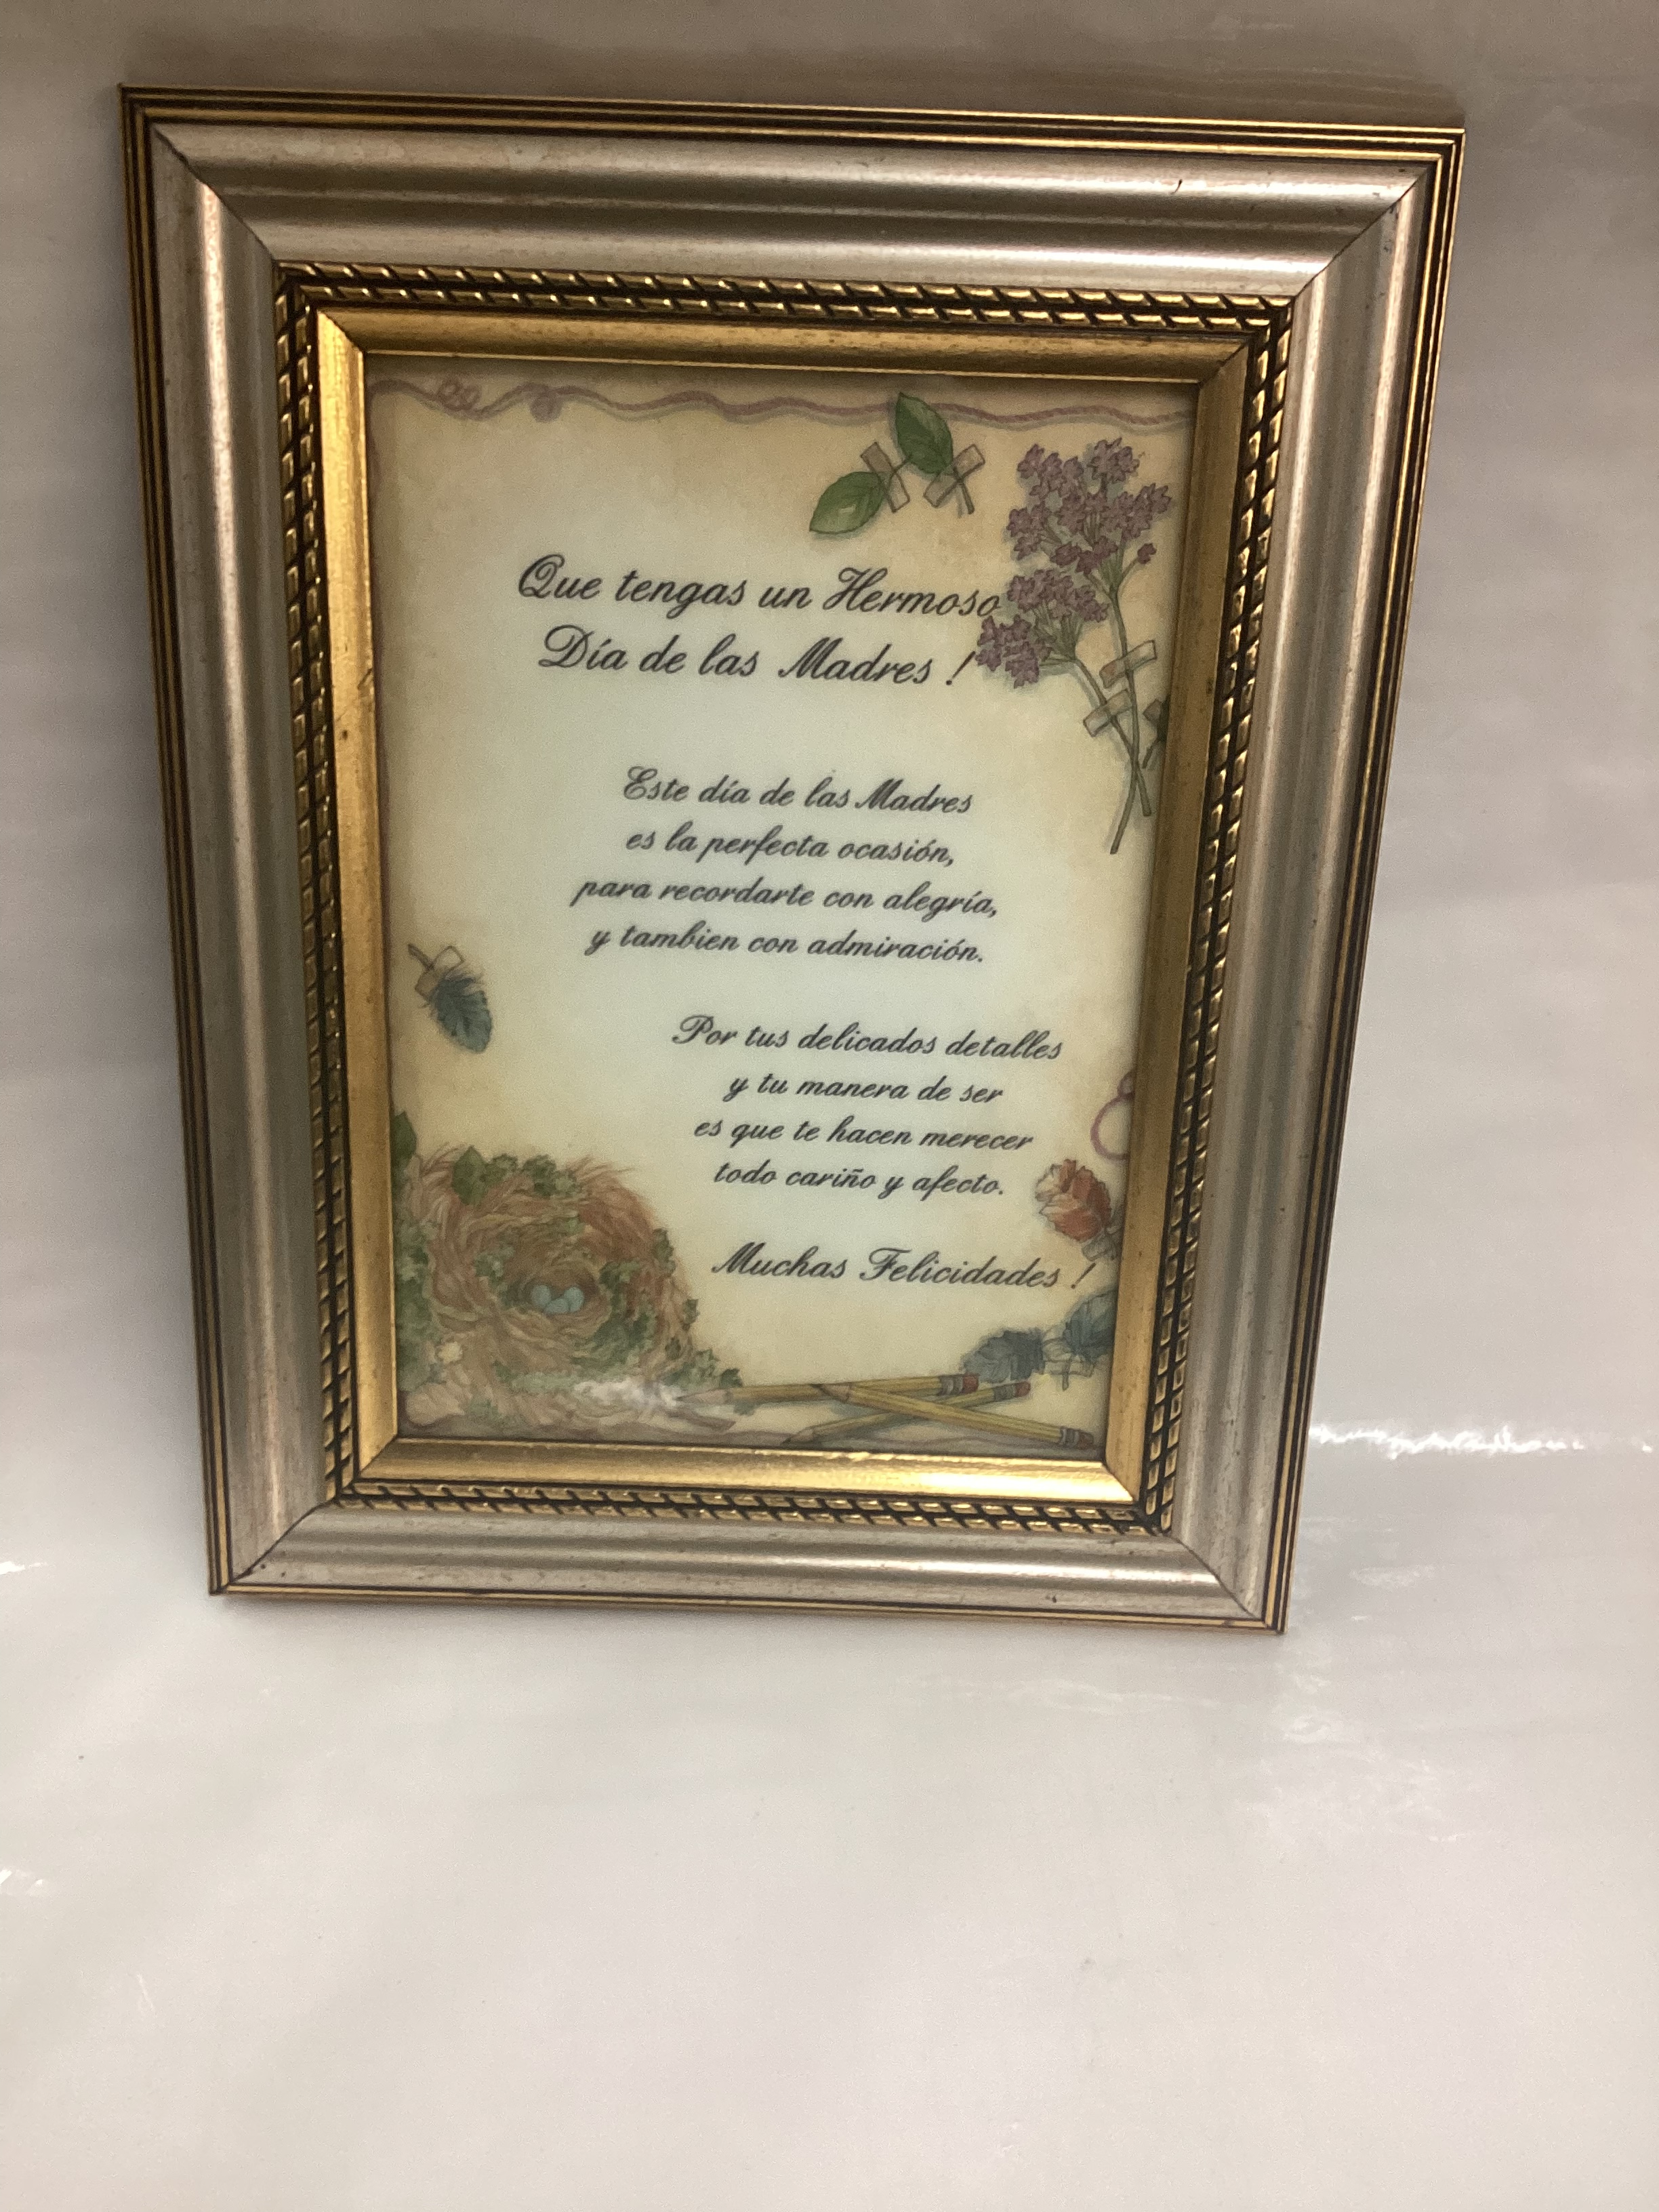 Que tengas un Hermoso
Día de las Madres !
Este día de las Madres
es la perfecta ocasión,
para recordarte con alegría,
y tambien con admiración.
Por tus delicados detalles
y tu manera de ser
es que te hacen merecer
todo cariño y afecto.
Muchas Felicidades !